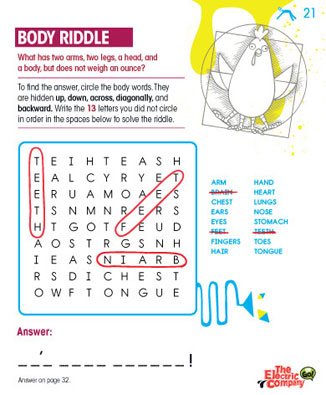 21
BODY RIDDLE
What has two arms, two legs, a head, and
a body, but does not weigh an ounce?
To find the answer, circle the body words. They
are hidden up, down, across, diagonally, and
backward. Write the 13 letters you did not circle
in order in the spaces below to solve the riddle.
T E I H T E A S H
E A L C Y R Y E T
E R U A M O A E S
T S N M N R E R S
H T G O T F E U D
A O S T R G S N H
I E A S N I A R B
R S D I C H E S T
O W F T O N G U E
ARM HAND
BRAIN HEART
CHEST LUNGS
EARS NOSE
EYES STOMACH
FEET TEETH
FINGERS TOES
HAIR TONGUE
Answer:
__'_ ____ ______!
Answer on page 32.
The Electric Company GO!